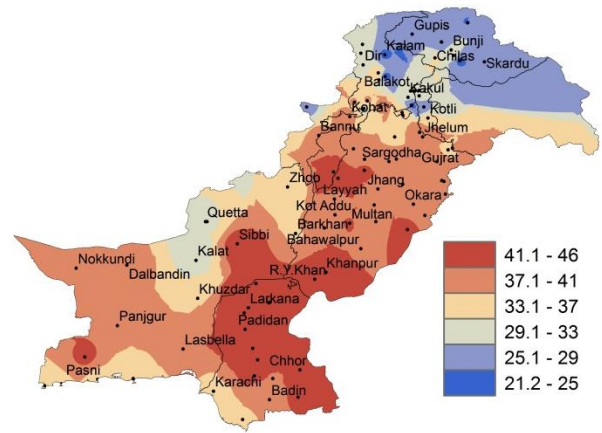 Gupis
Kalam
Bunji
Dir
Chilas
Skardu
Balakot
Kakul
Kohat
Kotli
Bannu
Jhelum
Sargodha
Gujrat
Zhob
Layyah
Jhang
Kot Addu
Okara
Quetta
Barkhan
Multan
Sibbi
Bahawalpur
Nokkundi
Kalat
Dalbandin
R.Y.Khan
Khanpur
Khuzdar
Larkana
Panjgur
Padidan
Lasbella
Pasni
Chhor
Karachi
Badin
41.1 - 46
37.1 - 41
33.1 - 37
29.1 - 33
25.1 - 29
21.2 - 25